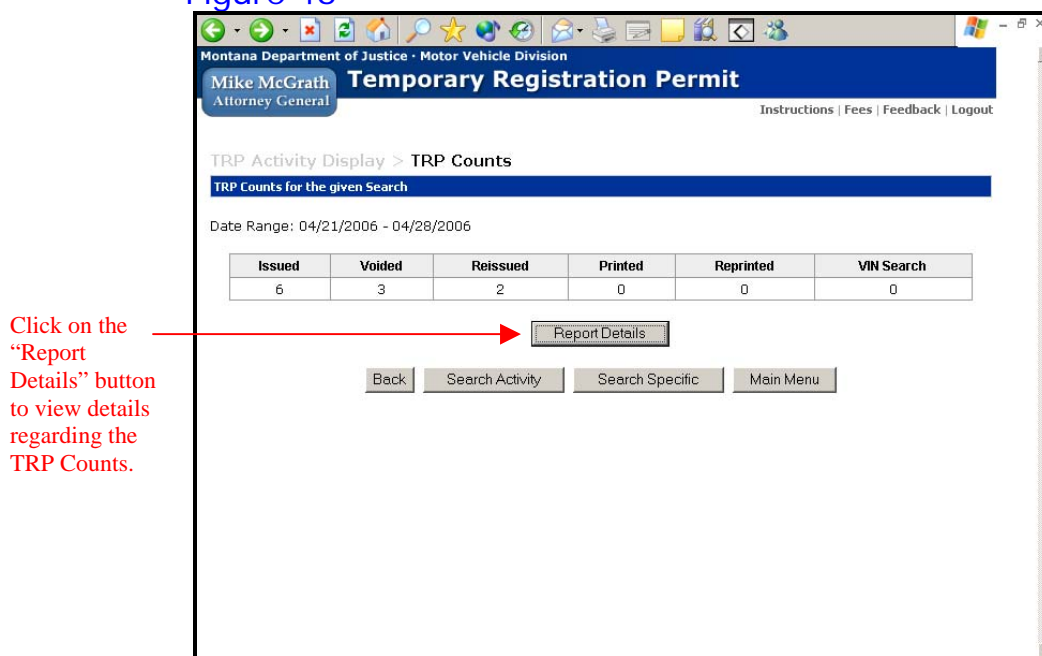 Montana Department of Justice · Motor Vehicle Division
Mike McGrath
Attorney General
Temporary Registration Permit
Instructions | Fees | Feedback | Logout
TRP Activity Display > TRP Counts
TRP Counts for the given Search
Date Range: 04/21/2006 - 04/28/2006
Issued Voided Reissued Printed Reprinted VIN Search
6 3 2 0 0 0
Click on the
“Report
Details” button
to view details
regarding the
TRP Counts.
Report Details
Back Search Activity Search Specific Main Menu